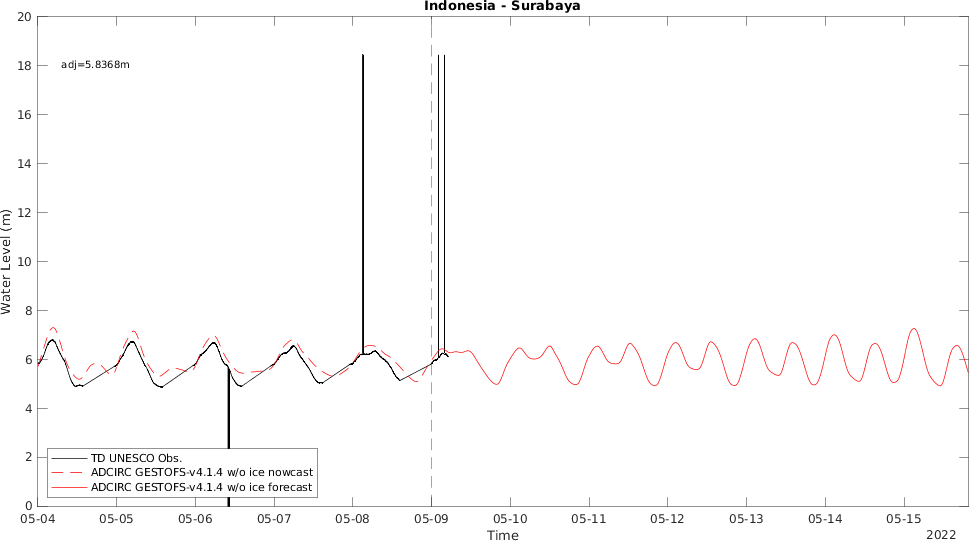 Indonesia - Surabaya
20
18
16
14
12
10
8
6
4
2
0
Water Level (m)
adj=5.8368m
TD UNESCO Obs.
ADCIRC GESTOFS-v4.1.4 w/o ice nowcast
ADCIRC GESTOFS-v4.1.4 w/o ice forecast
05-04 05-05 05-06 05-07 05-08 05-09 05-10 05-11 05-12 05-13 05-14 05-15
Time
2022